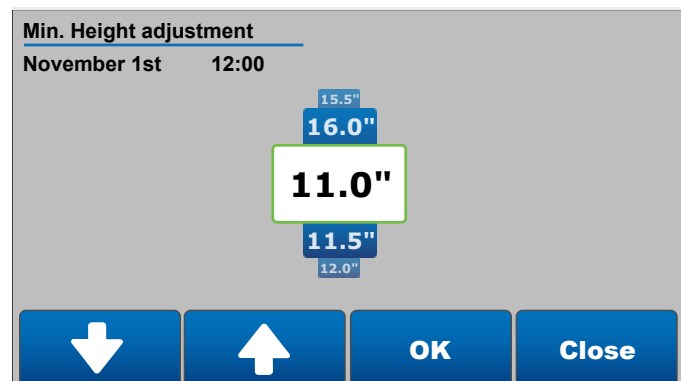 Min. Height adjustment
November 1st 12:00
15.5"
16.0"
11.0"
11.5"
12.0"
OK Close